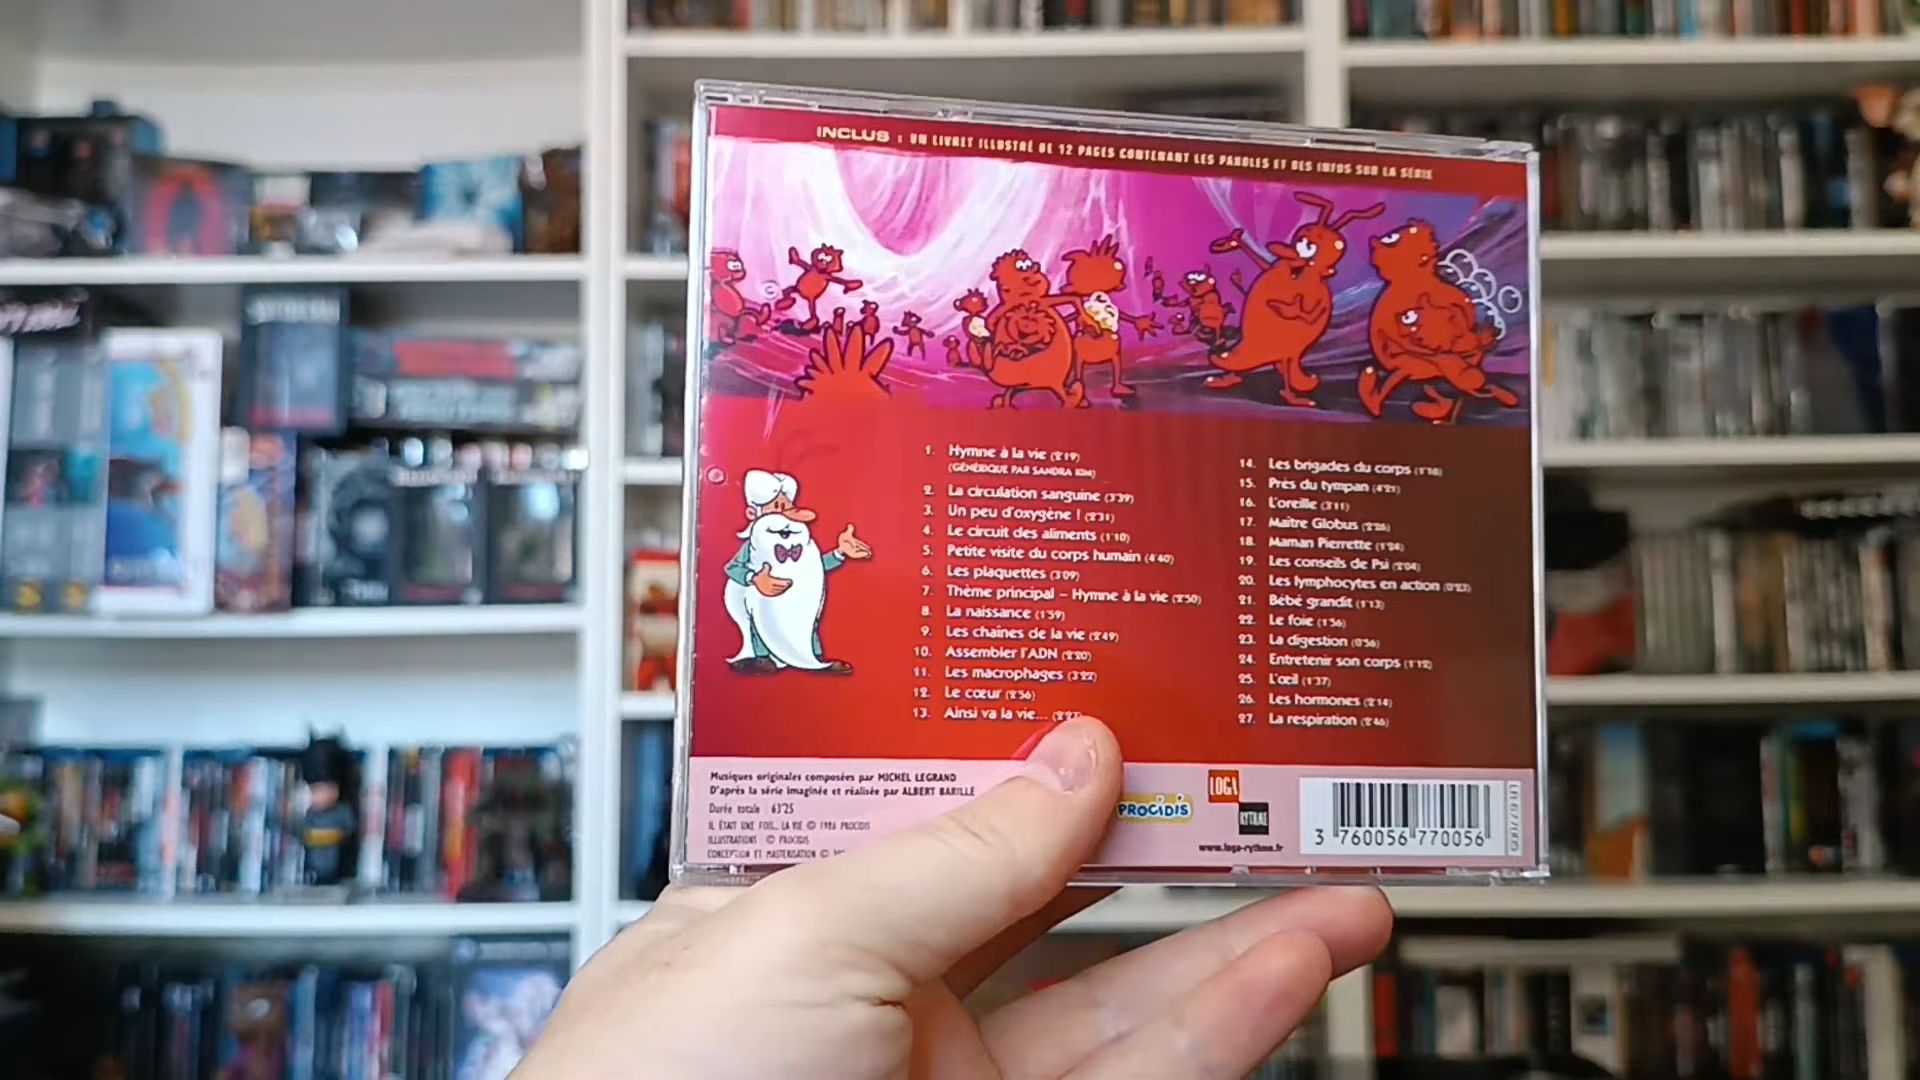 INCLUS : UN LIVRET ILLUSTRÉ DE 12 PAGES CONTENANT LES PAROLES ET DES INFOS SUR LA SÉRIE
1. Hymne à la vie (2'19)
(GÉNÉRIQUE PAR SANDRA KIM)
2. La circulation sanguine (3'39)
3. Un peu d'oxygène ! (2'31)
4. Le circuit des aliments (1'10)
5. Petite visite du corps humain (4'40)
6. Les plaquettes (3'09)
7. Thème principal – Hymne à la vie (2'50)
8. La naissance (1'59)
9. Les chaînes de la vie (2'49)
10. Assembler l'ADN (2'20)
11. Les macrophages (3'22)
12. Le cœur (2'56)
13. Ainsi va la vie...
14. Les brigades du corps (1'18)
15. Près du tympan (4'21)
16. L'oreille (3'11)
17. Maître Globus (2'26)
18. Maman Pierrette (1'24)
19. Les conseils de Psi (2'04)
20. Les lymphocytes en action
21. Bébé grandit (1'13)
22. Le foie (1'36)
23. La digestion (0'56)
24. Entretenir son corps (1'12)
25. L'œil (1'37)
26. Les hormones (2'14)
27. La respiration (2'46)
Musiques originales composées par MICHEL LEGRAND
D'après la série imaginée et réalisée par ALBERT BARILLÉ
Durée totale : 63'25
IL ÉTAIT UNE FOIS... LA VIE © 1986 PROCIDIS
ILLUSTRATIONS : © PROCIDIS
CONCEPTION ET MASTERISATION ©
PROCIDIS
LOGA
RYTHME
www.loga-rythme.fr
3 760056 770056